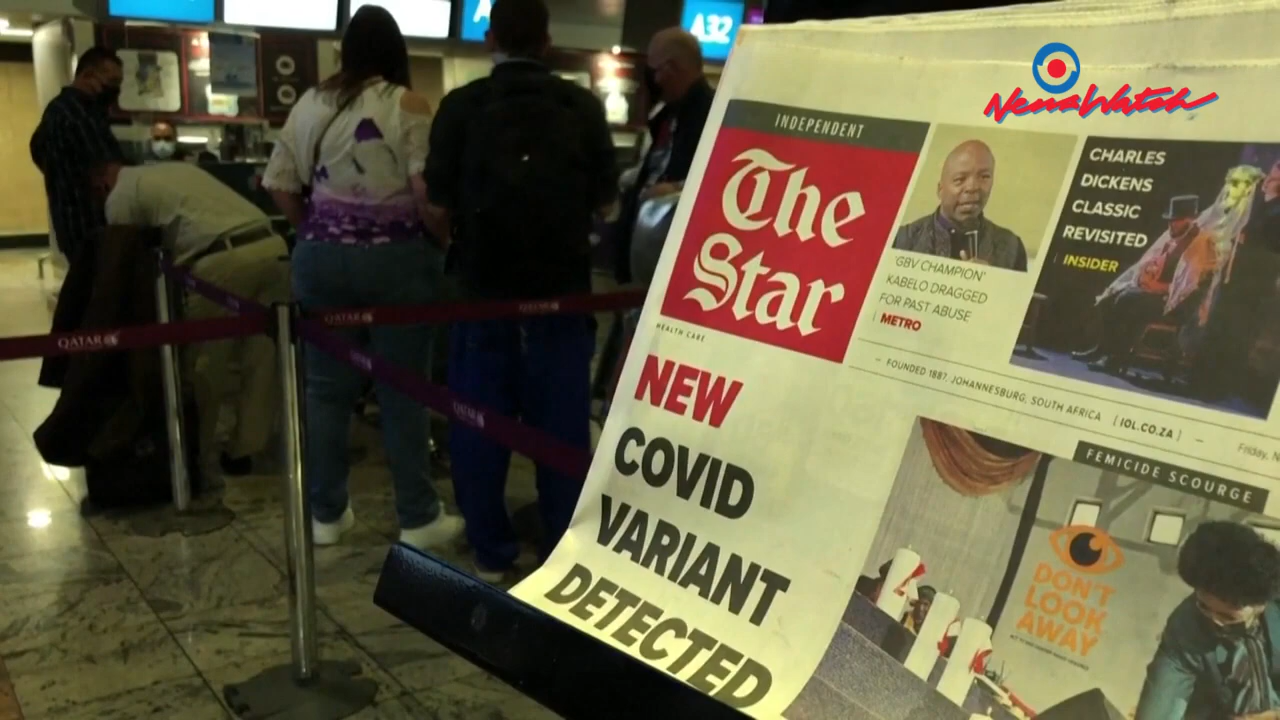 A32
NewsWatch
INDEPENDENT
The
Star
CHARLES
DICKENS
CLASSIC
REVISITED
INSIDER
'GBV CHAMPION'
KABELO DRAGGED
FOR PAST ABUSE
METRO
HEALTH CARE
— FOUNDED 1887, JOHANNESBURG, SOUTH AFRICA [IOL.CO.ZA] —
Friday, N
NEW
COVID
VARIANT
DETECTED
FEMICIDE SCOURGE
DON'T
LOOK
AWAY
QATAR
QATAR
QATAR
QATAR